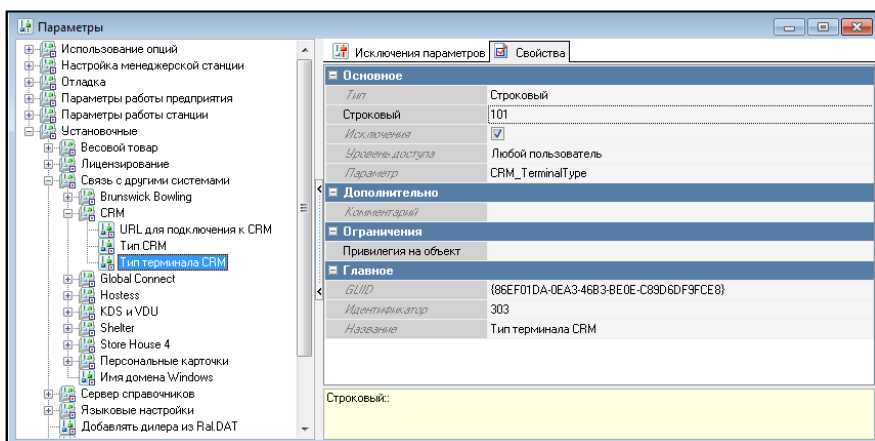 Параметры
Использование опций
Настройка менеджерской станции
Отладка
Параметры работы предприятия
Параметры работы станции
Установочные
Весовой товар
Лицензирование
Связь с другими системами
Brunswick Bowling
CRM
URL для подключения к CRM
Тип CRM
Тип терминала CRM
Global Connect
Hostess
KDS и VDU
Shelter
Store House 4
Персональные карточки
Имя домена Windows
Сервер справочников
Языковые настройки
Добавлять дилера из Ral.DAT
Исключения параметров Свойства
Основное
Тип Строковый
Строковый 101
Исключения
Уровень доступа Любой пользователь
Параметр CRM_TerminalType
Дополнительно
Комментарий
Ограничения
Привилегия на объект
Главное
GUID {86EF01DA-0EA3-46B3-BE0E-C89D6DF9FCE8}
Идентификатор 303
Название Тип терминала CRM
Строковый::